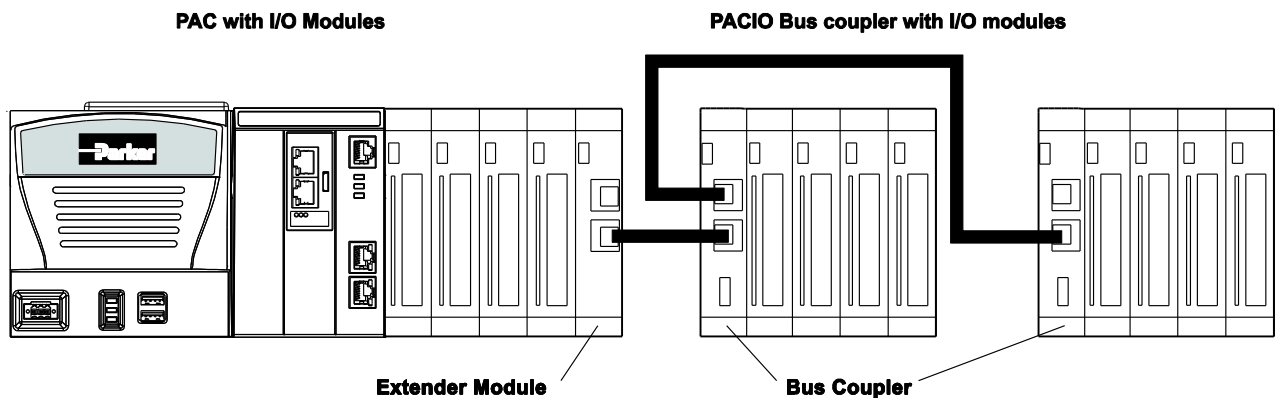 PAC with I/O Modules
PACIO Bus coupler with I/O modules
Parker
Extender Module
Bus Coupler